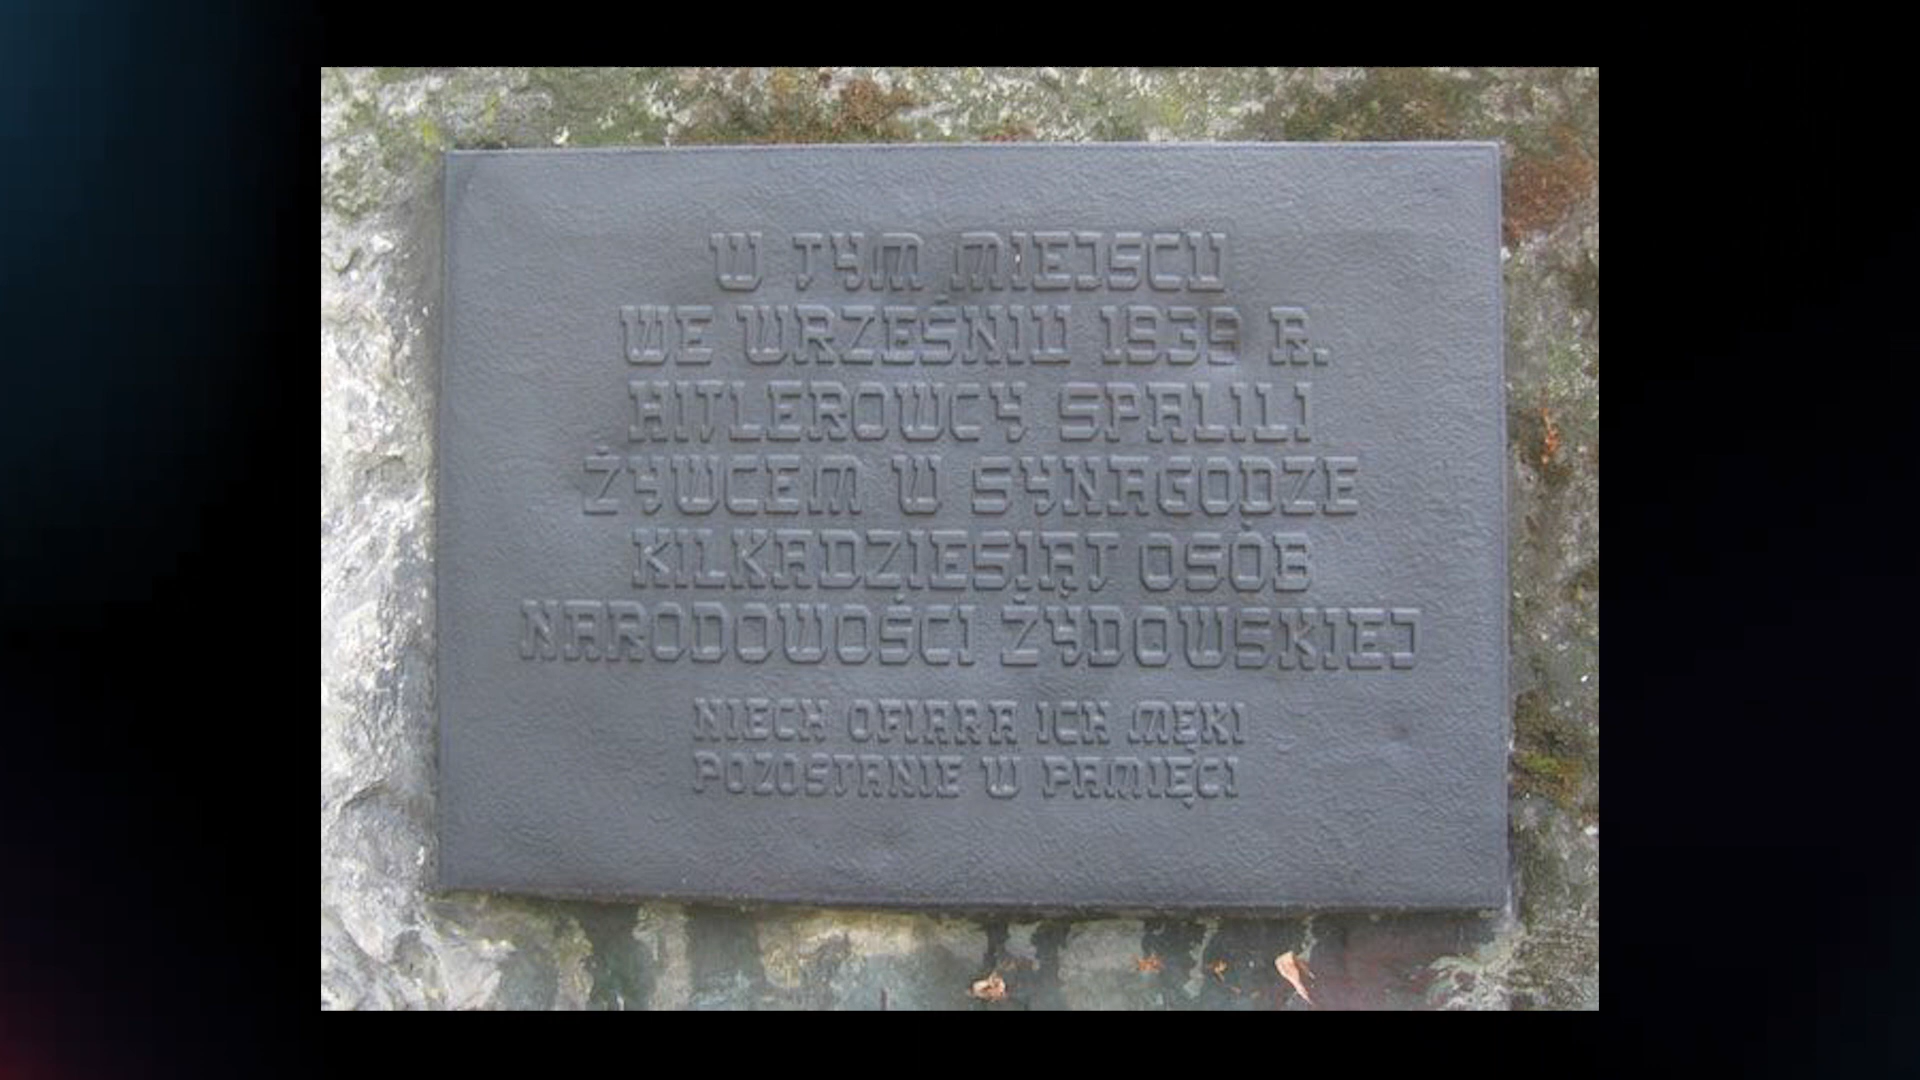 W TYM MIEJSCU
WE WRZEŚNIU 1939 R.
HITLEROWCY SPALILI
ŻYWCEM W SYNAGODZE
KILKADZIESIĄT OSÓB
NARODOWOŚCI ŻYDOWSKIEJ
NIECH OFIARA ICH MĘKI
POZOSTANIE W PAMIĘCI